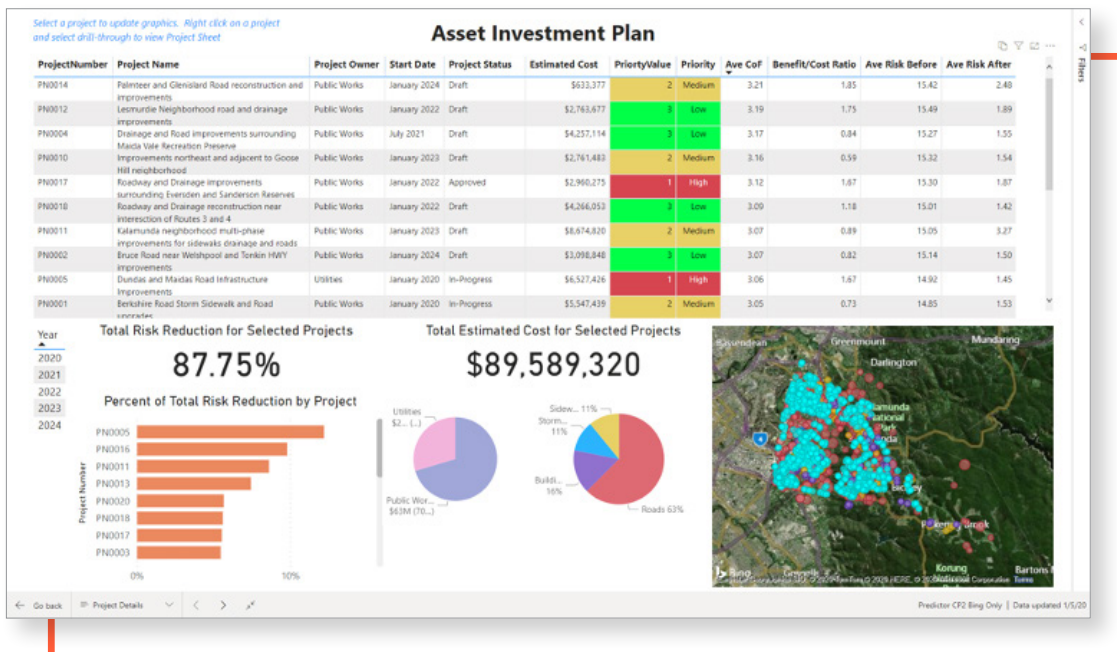 Select a project to update graphics. Right click on a project
and select drill-through to view Project Sheet
Asset Investment Plan
Filters
ProjectNumber Project Name Project Owner Start Date Project Status Estimated Cost PriortyValue Priority Ave CoF Benefit/Cost Ratio Ave Risk Before Ave Risk After
PN0014 Palmteer and Glenisland Road reconstruction and Public Works January 2024 Draft $633,377 2 Medium 3.21 1.85 15.42 2.48
improvements
PN0012 Lesmurdie Neighborhood road and drainage Public Works January 2022 Draft $2,763,677 3 Low 3.19 1.75 15.49 1.89
improvements
PN0004 Drainage and Road improvements surrounding Public Works July 2021 Draft $4,257,114 3 Low 3.17 0.84 15.27 1.55
Maida Vale Recreation Preserve
PN0010 Improvements northeast and adjacent to Goose Public Works January 2023 Draft $2,761,483 2 Medium 3.16 0.59 15.32 1.54
Hill neighborhood
PN0017 Roadway and Drainage improvements Public Works January 2022 Approved $2,960,275 1 High 3.12 1.67 15.30 1.87
surrounding Eversden and Sanderson Reserves
PN0018 Roadway and Drainage reconstruction near Public Works January 2022 Draft $4,266,053 3 Low 3.09 1.18 15.01 1.42
interesction of Routes 3 and 4
PN0011 Kalamunda neighborhood multi-phase Public Works January 2023 Draft $8,674,820 2 Medium 3.07 0.89 15.05 3.27
improvements for sidewaks drainage and roads
PN0002 Bruce Road near Welshpool and Tonkin HWY Public Works January 2024 Draft $3,098,848 3 Low 3.07 0.82 15.14 1.50
improvements
PN0005 Dundas and Maidas Road Infrastructure Utilities January 2020 In-Progress $6,527,426 1 High 3.06 1.67 14.92 1.45
Improvements
PN0001 Berkshire Road Storm Sidewalk and Road Public Works January 2020 In-Progress $5,547,439 2 Medium 3.05 0.73 14.85 1.53
upgrades
Year
2020
2021
2022
2023
2024
Total Risk Reduction for Selected Projects
87.75%
Total Estimated Cost for Selected Projects
$89,589,320
Percent of Total Risk Reduction by Project
Project Number
PN0005
PN0016
PN0011
PN0013
PN0020
PN0018
PN0017
PN0003
0% 10%
Utilities
$2... (...)
Public Wor...
$63M (70...)
Sidew... 11%
Storm...
11%
Buildi...
16%
Roads 63%
Bassendean
Greenmount
Mundaring
Darlington
4
Korung
Bartons
Bing
Terms
Go back Project Details
Predictor CP2 Bing Only | Data updated 1/5/20